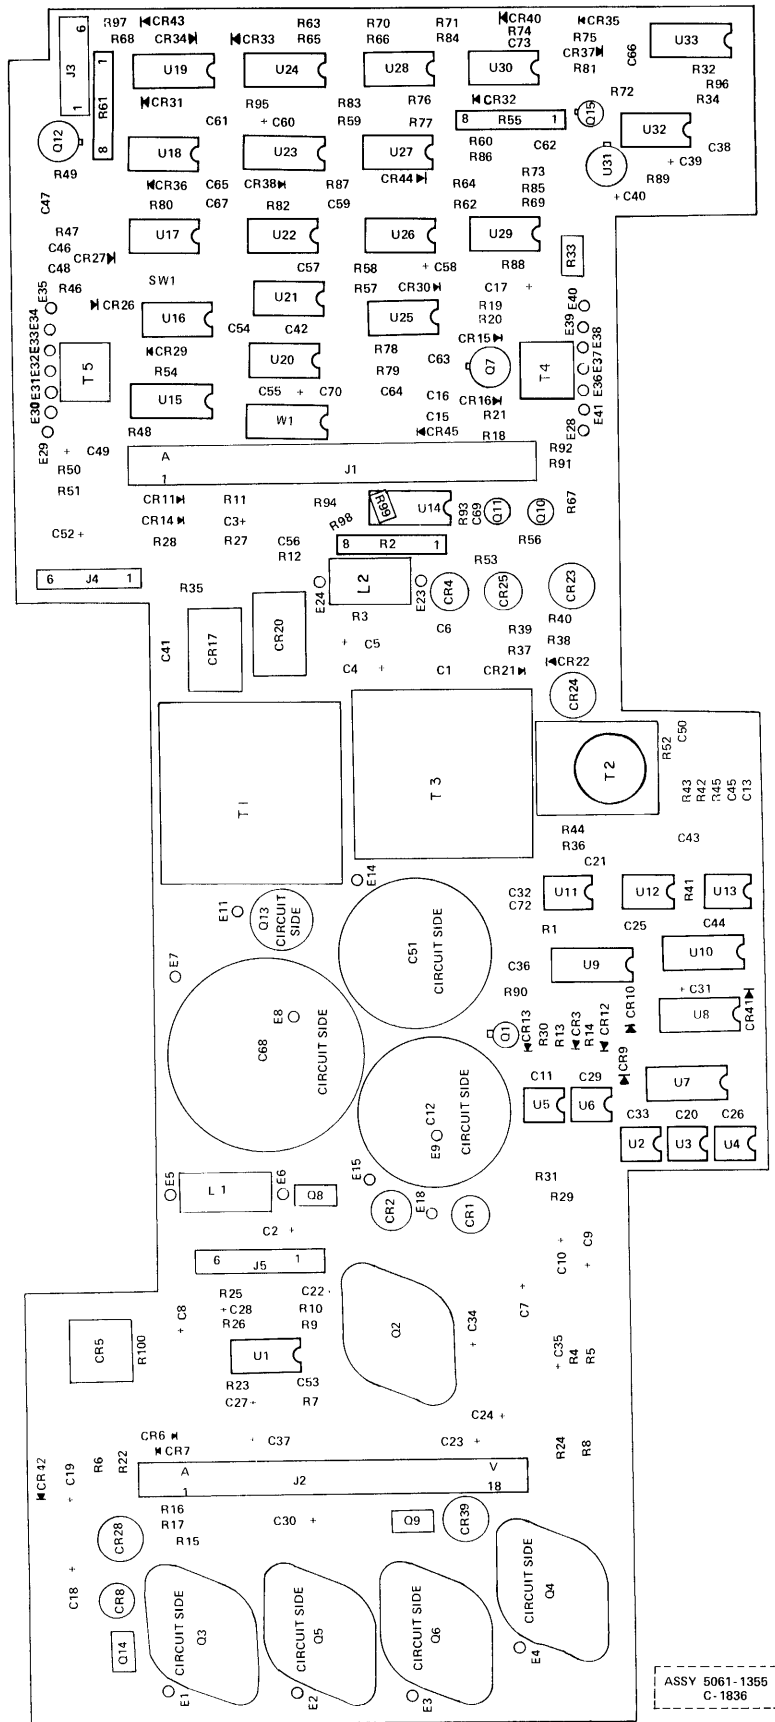 R97 CR43 R63 R70 R71 CR40 CR35
R68 CR34 CR33 R65 R66 R84 R74 R75 U33
C73 CR37 C66
6 J3 1
1 R61 8
U19 U24 U28 U30 R81 R32
R96
CR31 R95 R83 R76 CR32 R72 R34
C61 + C60 R59 R77 8 R55 1 Q15 U32
Q12 R60 C62 C38
U18 U23 U27 R86 U31 + C39
R49 CR44 R73 R89
CR36 C65 CR38 R87 R64 R85 + C40
C47 R80 C67 R82 C59 R62 R69
R47 U17 U22 U26 U29
C46
CR27 C57 R58 + C58 R88 R33
C48 SW1
R46 U21 R57 CR30 C17 +
E35 CR26 R19 E40
U16 C54 C42 U25 R20 E39
E34 CR15 E38
E33 CR29 R78 C63 E37
E32 T5 R54 U20 R79 Q7 T4 E36
E31 C55 + C70 C64 C16 CR16
E30 U15 C15 R21 E41
W1 CR45 R18 E28
E29 R48 R92
+ C49 A R91
R50 1 J1
R51 CR11 R11 R94 R99 U14 R93 C69 Q11 Q10 R67
CR14 C3+ R98
C52 + R28 R27 C56 8 R2 1 R56
R12 R53
6 J4 1 R35 E24 L2 E23 CR4 CR25 CR23
CR20 R3 R40
CR17 C6 R39
C41 + C5 R38
R37
C4 + C1 CR21 CR22
CR24
C50
T1 T3 T2 R52
R43 R42 R45 C45 C13
R44
R36 C43
C21
E14 C32 U11 U12 R41 U13
E11 Q13 CIRCUIT SIDE C72
R1 C25 C44
E7 C51 CIRCUIT SIDE C36 U9 U10
R90 + C31
E8 CR10
C68 CIRCUIT SIDE Q1 CR13 R30 R13 CR3 R14 CR12 U8 CR41
CR9
C11 C29 U7
C12 CIRCUIT SIDE U5 U6 C33 C20 C26
E9 U2 U3 U4
E15 R31
E5 L1 E6 Q8 CR2 E18 CR1 R29
C2 + + C10 C9 +
6 J5 1
R25 C22 C7 +
C8 + + C28 R10 Q2 C34 +
R26 R9
CR5 R100 U1 + C35 R4 R5
R23 C53
C27+ R7
C24 +
CR6 + C37 C23 + R24 R8
CR7
CR42 C19 + R6 R22 A V
1 J2 18
R16
R17 C30 + Q9 CR39
CR28 R15
C18 + CR8
Q14 CIRCUIT SIDE Q3 CIRCUIT SIDE Q5 CIRCUIT SIDE Q6 CIRCUIT SIDE Q4
E1 E2 E3 E4
ASSY 5061-1355
C-1836